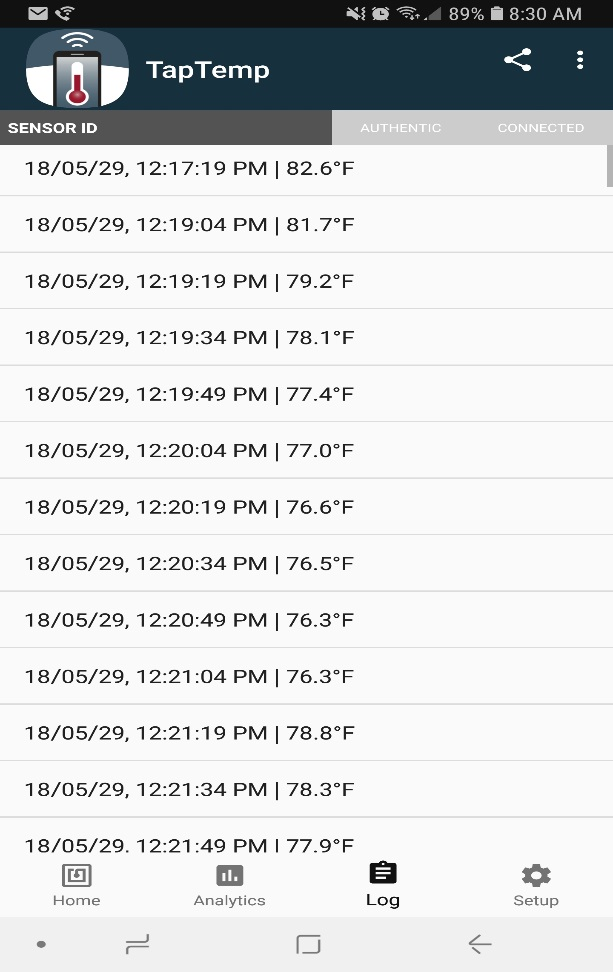 89% 8:30 AM
TapTemp
SENSOR ID AUTHENTIC CONNECTED
18/05/29, 12:17:19 PM | 82.6°F
18/05/29, 12:19:04 PM | 81.7°F
18/05/29, 12:19:19 PM | 79.2°F
18/05/29, 12:19:34 PM | 78.1°F
18/05/29, 12:19:49 PM | 77.4°F
18/05/29, 12:20:04 PM | 77.0°F
18/05/29, 12:20:19 PM | 76.6°F
18/05/29, 12:20:34 PM | 76.5°F
18/05/29, 12:20:49 PM | 76.3°F
18/05/29, 12:21:04 PM | 76.3°F
18/05/29, 12:21:19 PM | 78.8°F
18/05/29, 12:21:34 PM | 78.3°F
18/05/29, 12:21:49 PM | 77.9°F
Home Analytics Log Setup